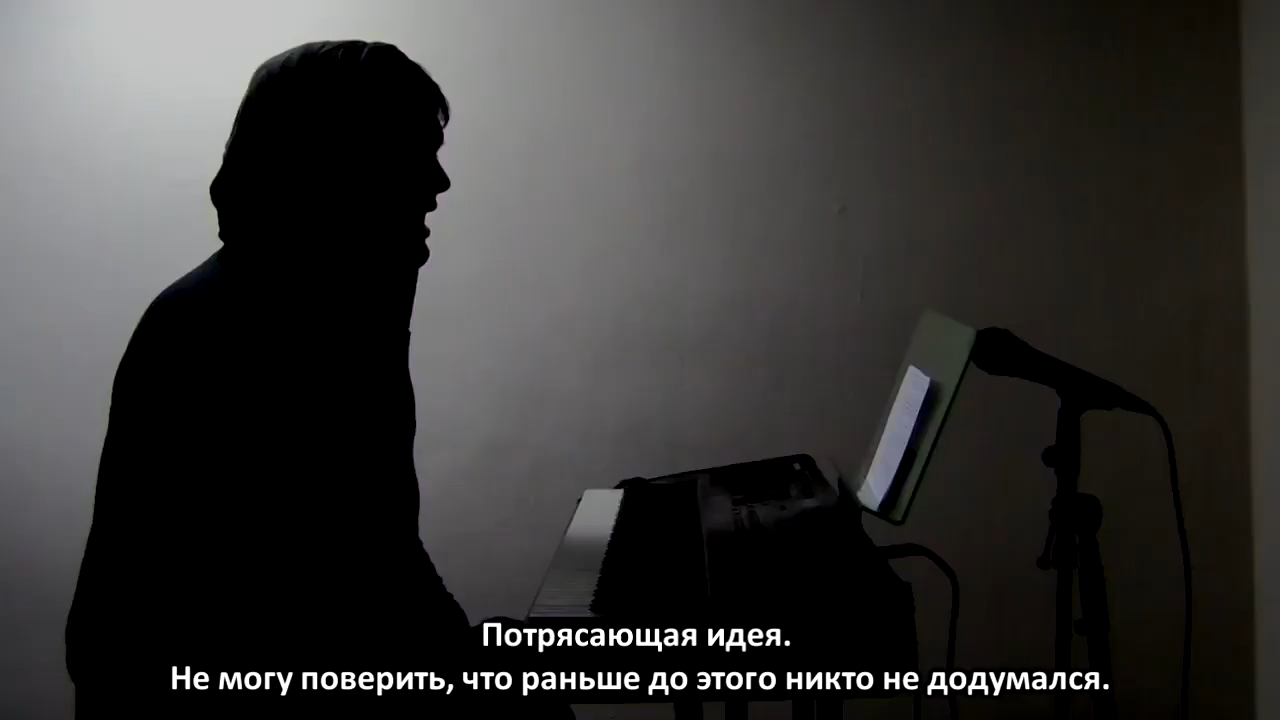 Потрясающая идея.
Не могу поверить, что раньше до этого никто не додумался.